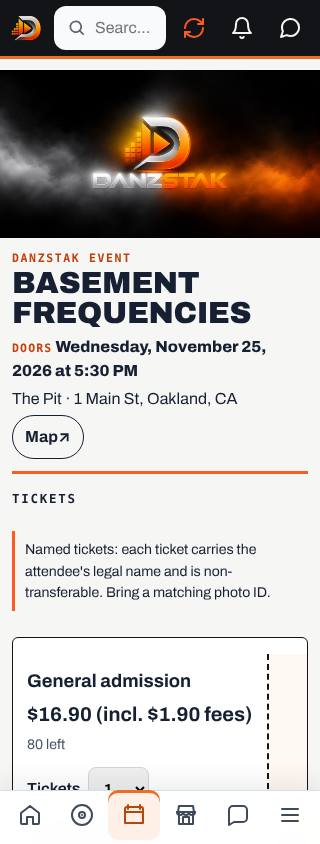 Searc...
DANZSTAK
DANZSTAK EVENT
BASEMENT
FREQUENCIES
DOORS Wednesday, November 25,
2026 at 5:30 PM
The Pit · 1 Main St, Oakland, CA
Map↗
TICKETS
Named tickets: each ticket carries the
attendee's legal name and is non-
transferable. Bring a matching photo ID.
General admission
$16.90 (incl. $1.90 fees)
80 left
Tickets 1